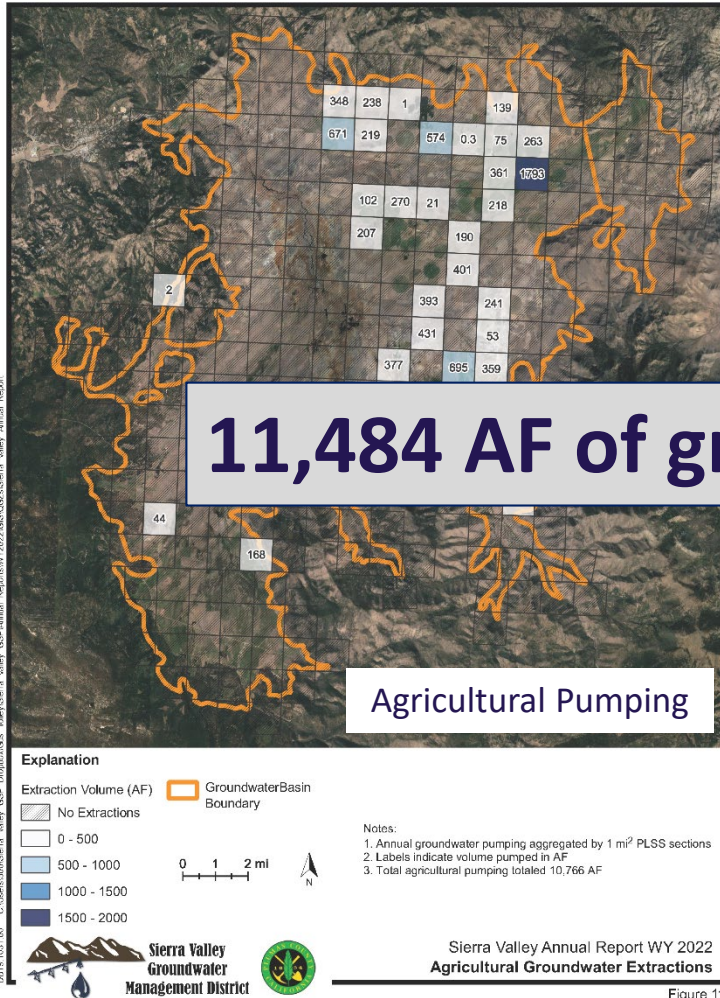 348 238 1 139
671 219 574 0.3 75 263
361 1793
102 270 21 218
207 190
401
2
393 241
431 53
377 695 359
11,484 AF of gr
44
168
Agricultural Pumping
Explanation
Extraction Volume (AF)
No Extractions
0 - 500
500 - 1000
1000 - 1500
1500 - 2000
GroundwaterBasin
Boundary
0 1 2 mi
N
Notes:
1. Annual groundwater pumping aggregated by 1 mi² PLSS sections
2. Labels indicate volume pumped in AF
3. Total agricultural pumping totaled 10,766 AF
Sierra Valley
Groundwater
Management District
Sierra Valley Annual Report WY 2022
Agricultural Groundwater Extractions